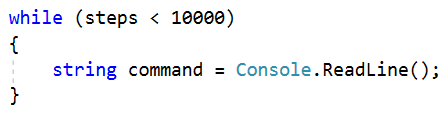 while (steps < 10000)
{
    string command = Console.ReadLine();
}